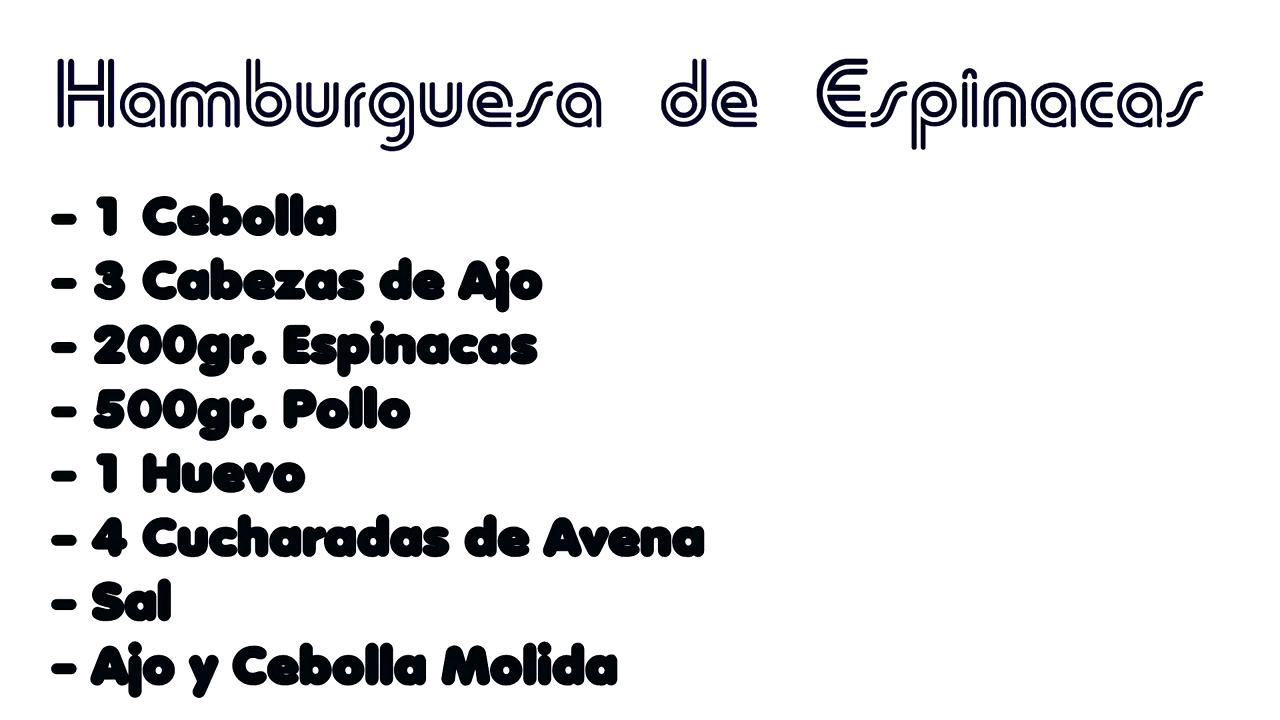 Hamburguesa de Espinacas
- 1 Cebolla
- 3 Cabezas de Ajo
- 200gr. Espinacas
- 500gr. Pollo
- 1 Huevo
- 4 Cucharadas de Avena
- Sal
- Ajo y Cebolla Molida